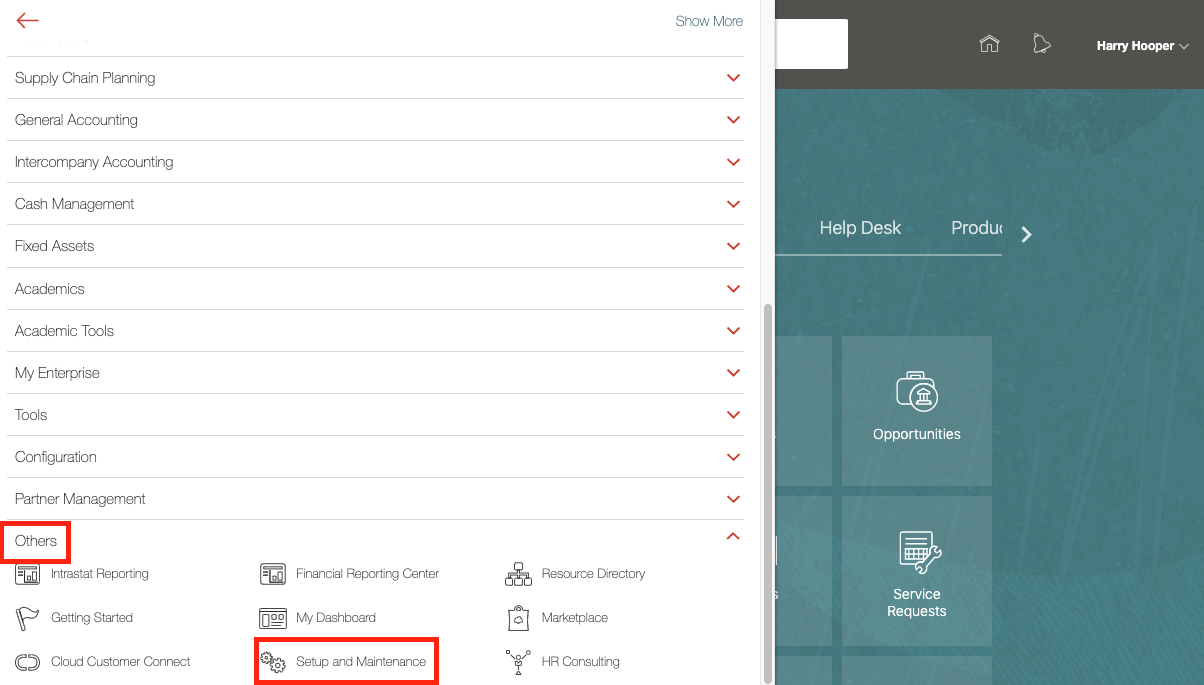 Show More
Harry Hooper
Supply Chain Planning
General Accounting
Intercompany Accounting
Cash Management
Fixed Assets
Academics
Academic Tools
My Enterprise
Tools
Configuration
Partner Management
Others
Intrastat Reporting
Financial Reporting Center
Resource Directory
Getting Started
My Dashboard
Marketplace
Cloud Customer Connect
Setup and Maintenance
HR Consulting
Help Desk
Opportunities
Service
Requests